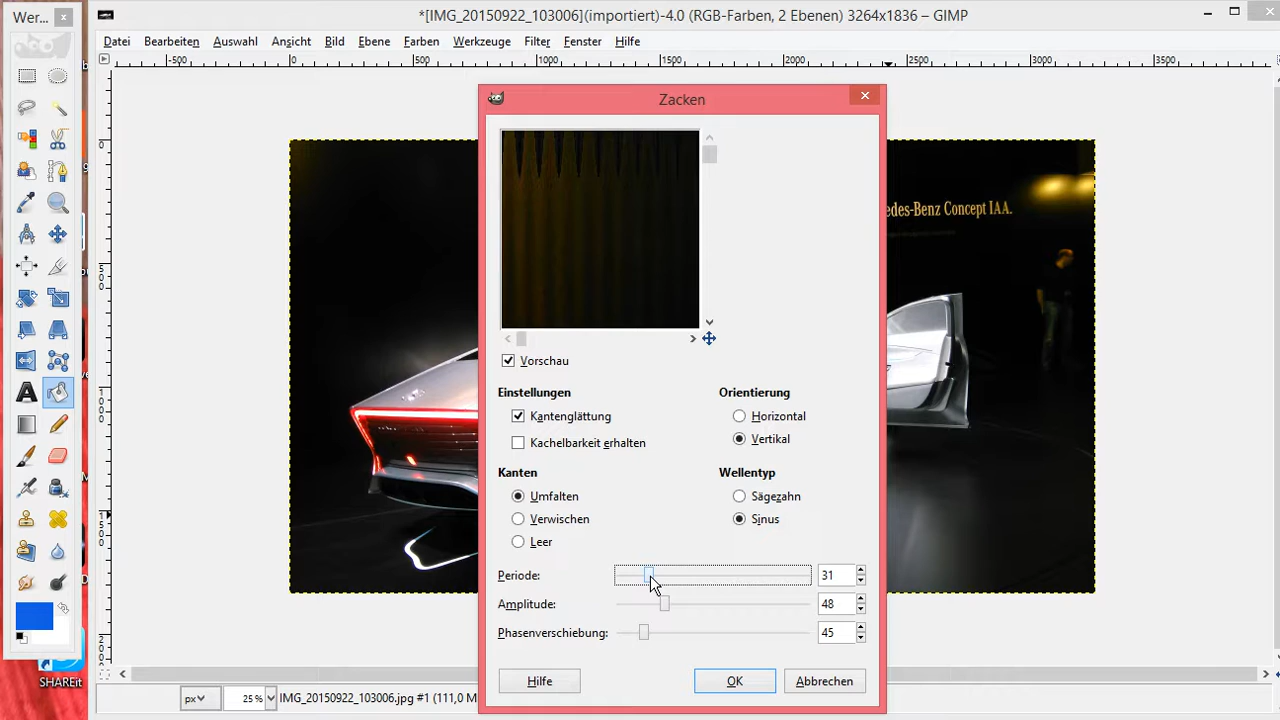 Wer...
*[IMG_20150922_103006](importiert)-4.0 (RGB-Farben, 2 Ebenen) 3264x1836 – GIMP
Datei Bearbeiten Auswahl Ansicht Bild Ebene Farben Werkzeuge Filter Fenster Hilfe
-500 0 500 1000 1500 2000 2500 3000 3500
Zacken
edes-Benz Concept IAA.
Vorschau
Einstellungen
Kantenglättung
Kachelbarkeit erhalten
Orientierung
Horizontal
Vertikal
Kanten
Umfalten
Verwischen
Leer
Wellentyp
Sägezahn
Sinus
Periode: 31
Amplitude: 48
Phasenverschiebung: 45
Hilfe OK Abbrechen
SHAREit
px 25% IMG_20150922_103006.jpg #1 (111,0 M